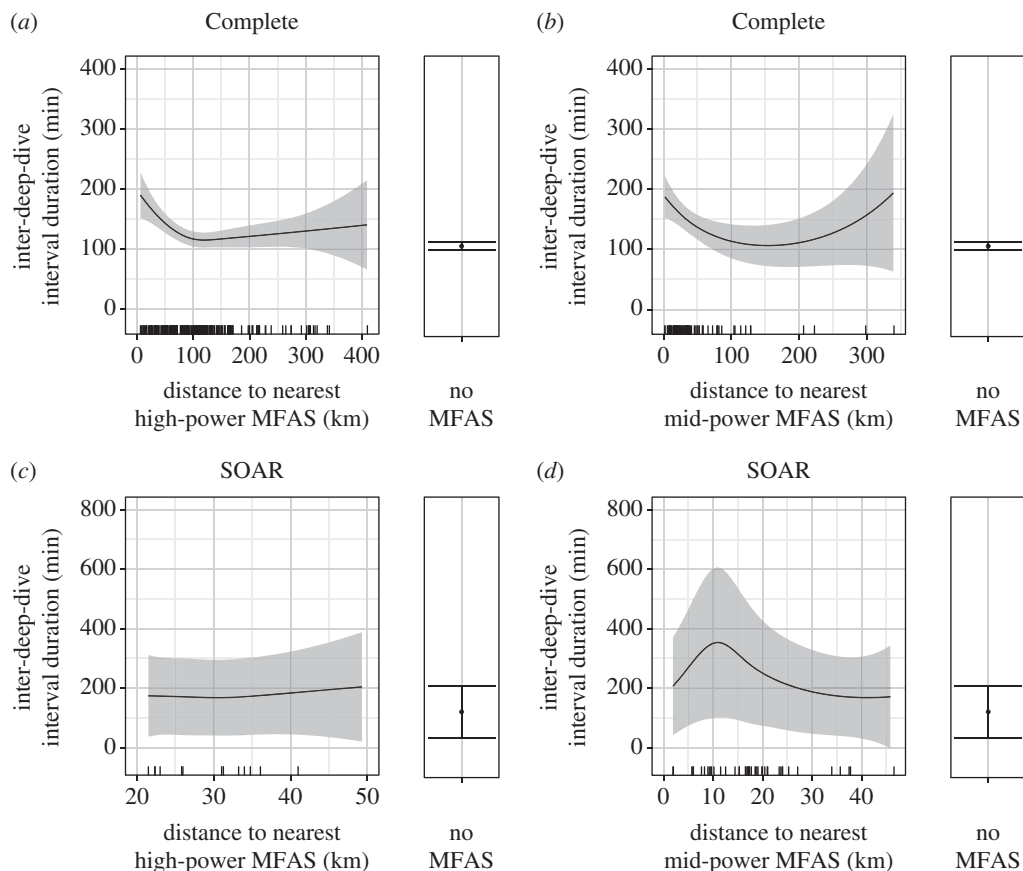 (a)
Complete
400
300
200
100
0
inter-deep-dive
interval duration (min)
0 100 200 300 400
distance to nearest
high-power MFAS (km)
no
MFAS
(b)
Complete
400
300
200
100
0
inter-deep-dive
interval duration (min)
0 100 200 300
distance to nearest
mid-power MFAS (km)
no
MFAS
(c)
SOAR
800
600
400
200
0
inter-deep-dive
interval duration (min)
20 30 40 50
distance to nearest
high-power MFAS (km)
no
MFAS
(d)
SOAR
800
600
400
200
0
inter-deep-dive
interval duration (min)
0 10 20 30 40
distance to nearest
mid-power MFAS (km)
no
MFAS